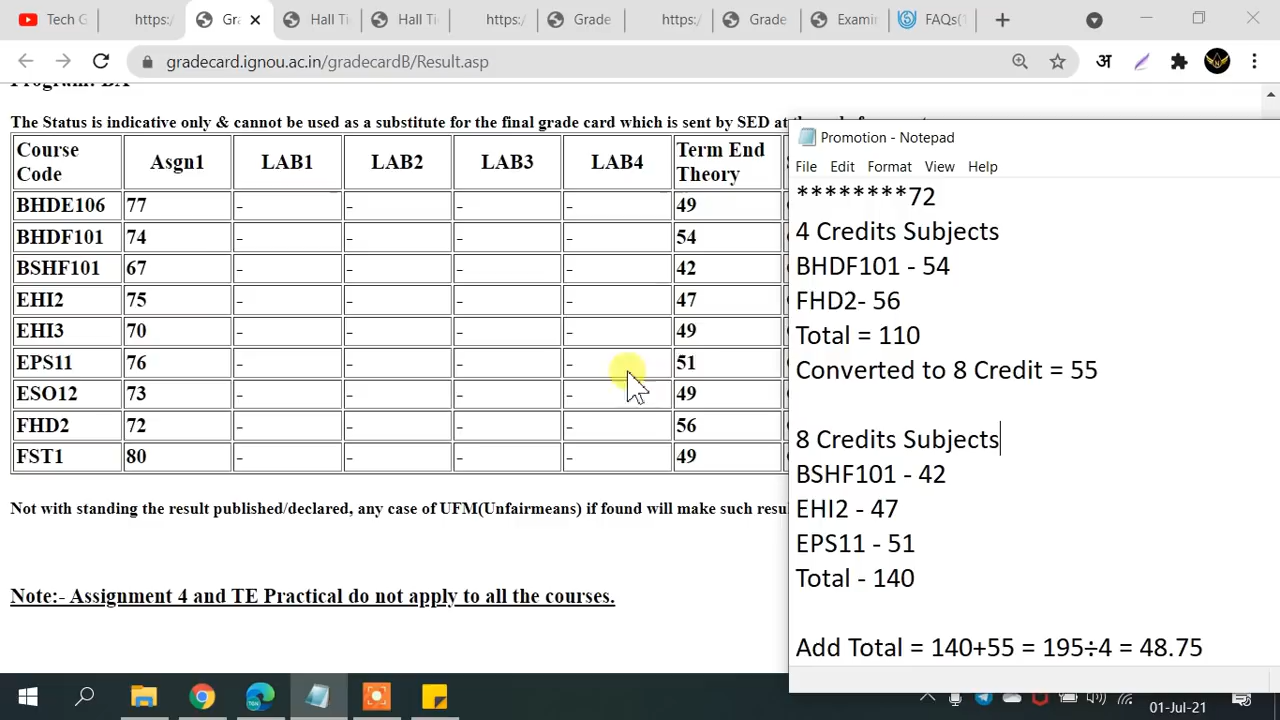 Tech G
https:/
Gra
Hall Ti
Hall Ti
https:/
Grade
https:/
Grade
Examin
FAQs(
gradecard.ignou.ac.in/gradecardB/Result.asp
अ
Program: BA
The Status is indicative only & cannot be used as a substitute for the final grade card which is sent by SED at the
Course Code Asgn1 LAB1 LAB2 LAB3 LAB4 Term End Theory
BHDE106 77 - - - - 49
BHDF101 74 - - - - 54
BSHF101 67 - - - - 42
EHI2 75 - - - - 47
EHI3 70 - - - - 49
EPS11 76 - - - - 51
ESO12 73 - - - - 49
FHD2 72 - - - - 56
FST1 80 - - - - 49
Not with standing the result published/declared, any case of UFM(Unfairmeans) if found will make such resu
Note:- Assignment 4 and TE Practical do not apply to all the courses.
Promotion - Notepad
File Edit Format View Help
********72
4 Credits Subjects
BHDF101 - 54
FHD2- 56
Total = 110
Converted to 8 Credit = 55
8 Credits Subjects
BSHF101 - 42
EHI2 - 47
EPS11 - 51
Total - 140
Add Total = 140+55 = 195÷4 = 48.75
01-Jul-21